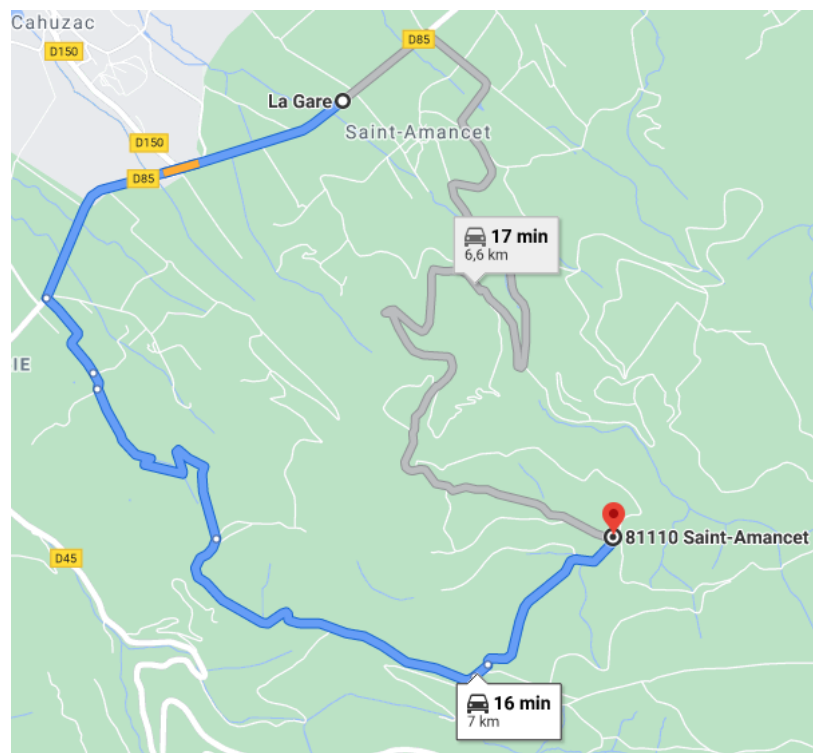 Cahuzac
D150
D85
La Gare
Saint-Amancet
D150
D85
17 min
6,6 km
IE
81110 Saint-Amancet
D45
16 min
7 km